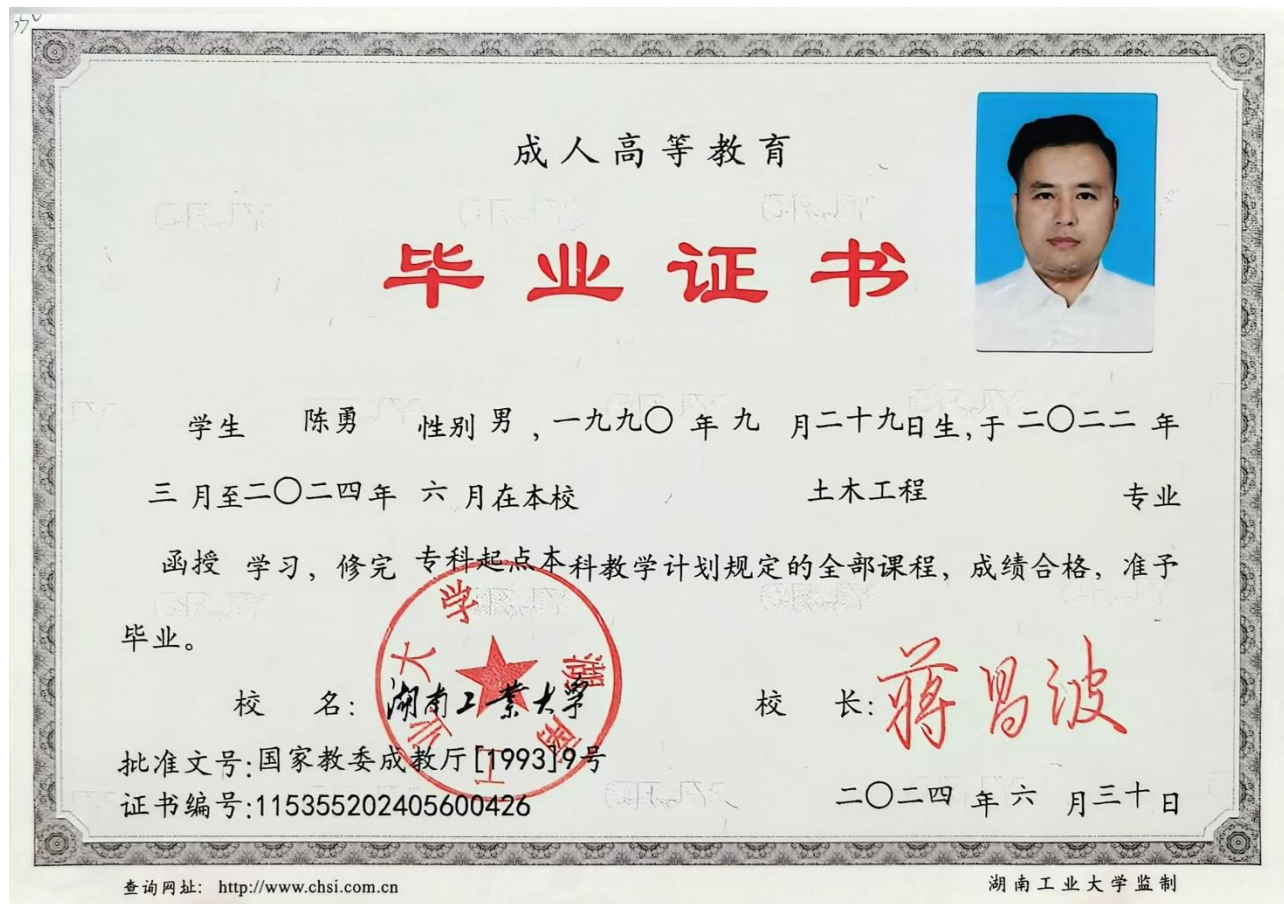 成人高等教育
毕业证书
学生 陈勇 性别 男 ,一九九〇 年 九 月二十九日生,于 二〇二二 年
三 月至二〇二四年 六 月在本校 土木工程 专业
函授 学习, 修完 专科起点本科教学计划规定的全部课程, 成绩合格, 准予
毕业。
校 名: 湖南工业大学
校 长: 蒋昌波
批准文号:国家教委成教厅[1993]9号
证书编号:115355202405600426
二〇二四 年 六 月三十日
查询网址: http://www.chsi.com.cn
湖南工业大学监制
湖南工业大学